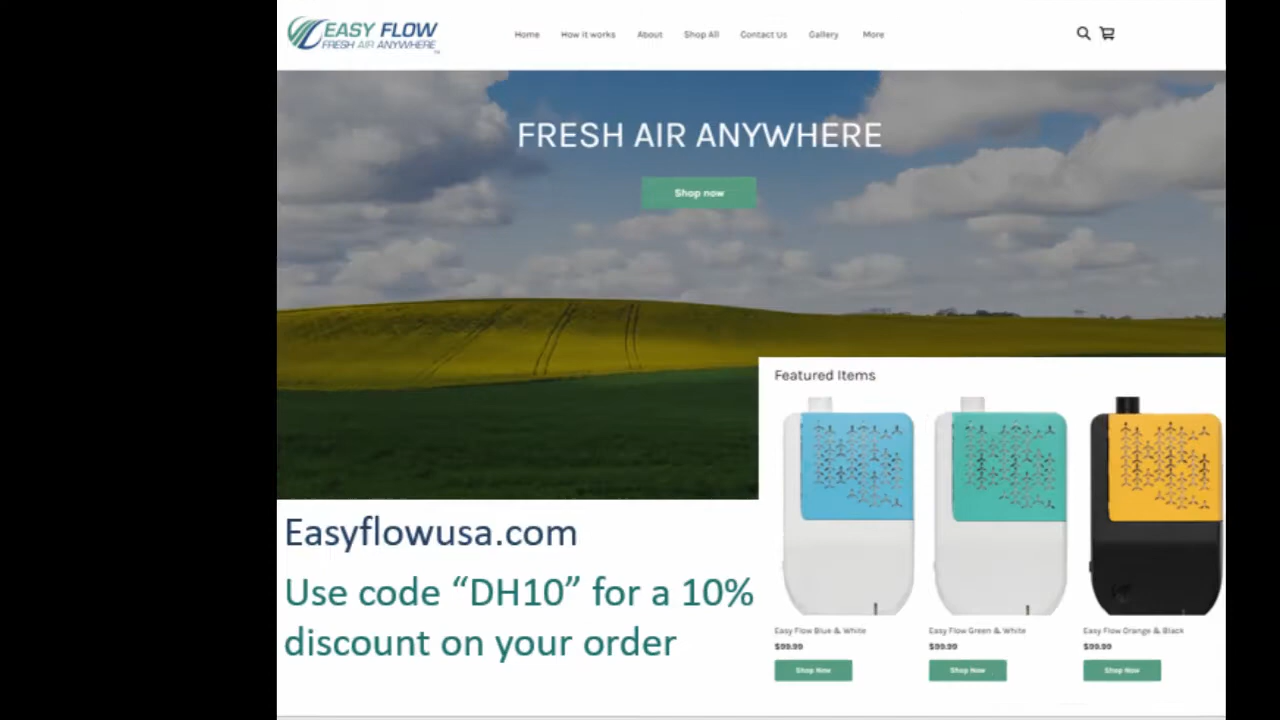 EASY FLOW
FRESH AIR ANYWHERE
Home How it works About Shop All Contact Us Gallery More
FRESH AIR ANYWHERE
Shop now
Featured Items
Easy Flow Blue & White Easy Flow Green & White Easy Flow Orange & Black
$99.99 $99.99 $99.99
Shop Now Shop Now Shop Now
Easyflowusa.com
Use code “DH10” for a 10%
discount on your order